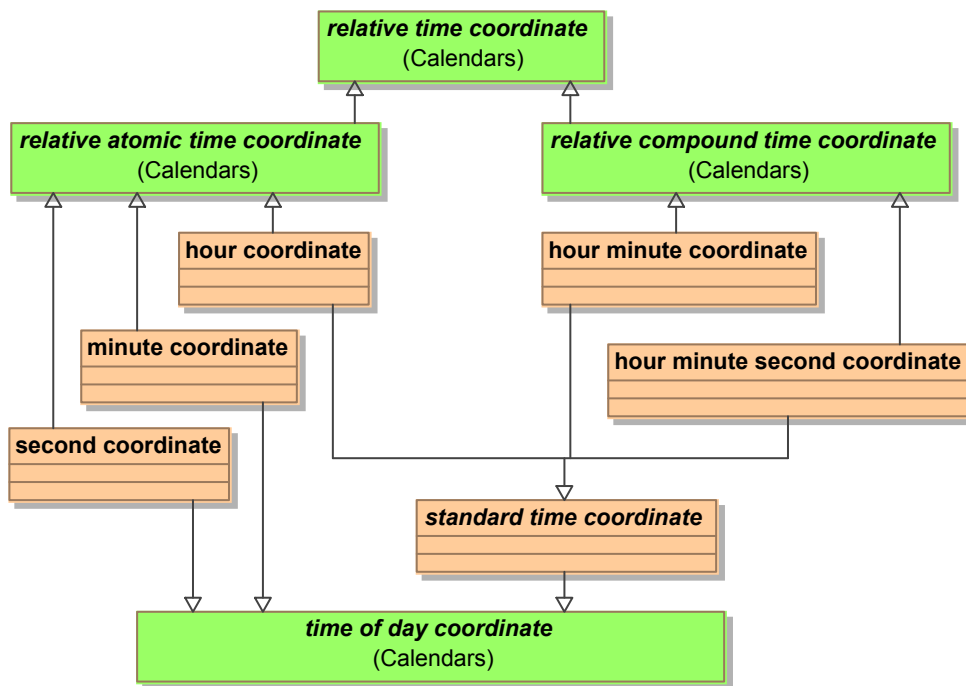 relative time coordinate
(Calendars)
relative atomic time coordinate
(Calendars)
relative compound time coordinate
(Calendars)
hour coordinate
hour minute coordinate
minute coordinate
hour minute second coordinate
second coordinate
standard time coordinate
time of day coordinate
(Calendars)